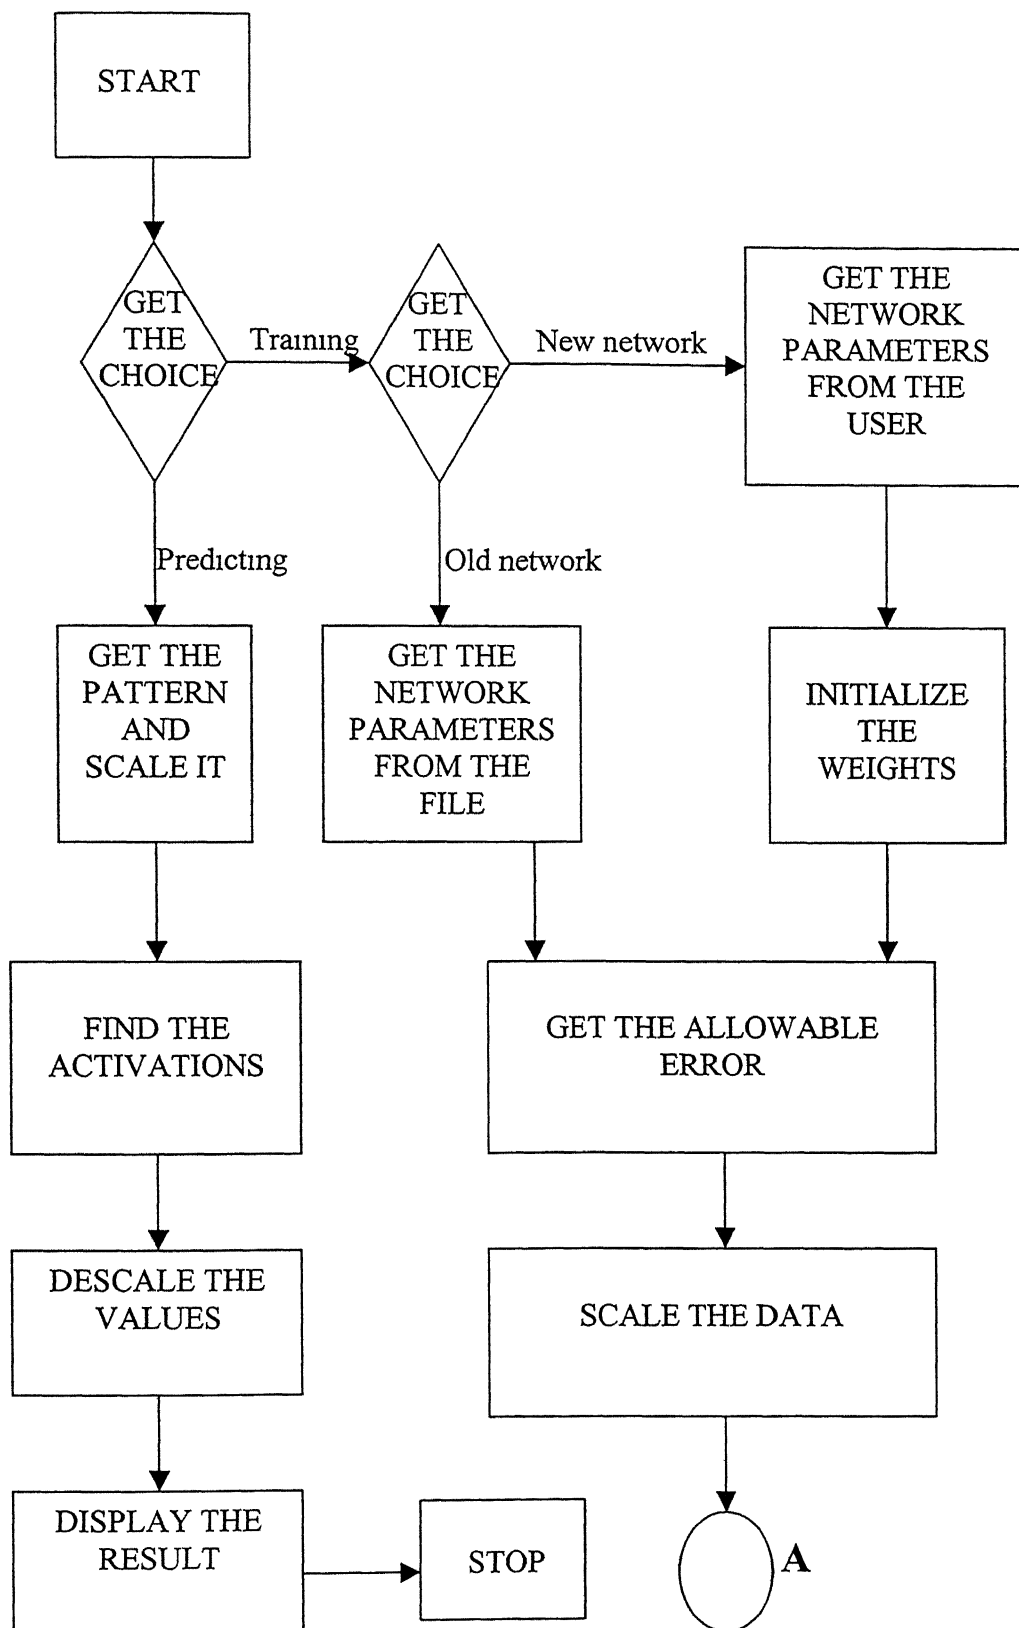 START
GET
THE
CHOICE
Training
GET
THE
CHOICE
New network
GET THE
NETWORK
PARAMETERS
FROM THE
USER
Predicting
Old network
GET THE
PATTERN
AND
SCALE IT
GET THE
NETWORK
PARAMETERS
FROM THE
FILE
INITIALIZE
THE
WEIGHTS
FIND THE
ACTIVATIONS
GET THE ALLOWABLE
ERROR
DESCALE THE
VALUES
SCALE THE DATA
DISPLAY THE
RESULT
STOP
A